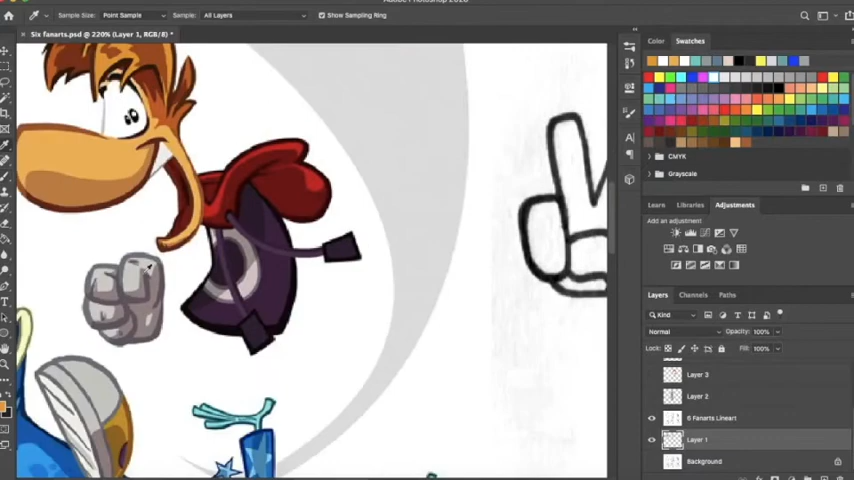 Adobe Photoshop 2020
Sample Size: Point Sample Sample: All Layers Show Sampling Ring
Six fanarts.psd @ 220% (Layer 1, RGB/8) *
Color Swatches
CMYK
Grayscale
Learn Libraries Adjustments
Add an adjustment
Layers Channels Paths
Kind
Normal Opacity: 100%
Lock: Fill: 100%
Layer 3
Layer 2
6 Fanarts Lineart
Layer 1
Background